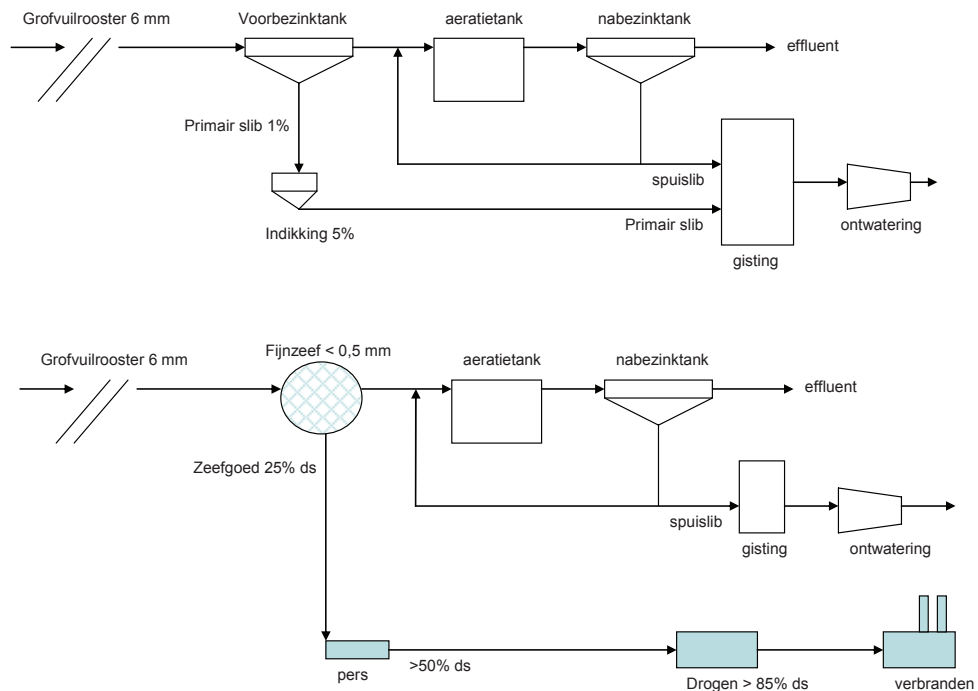 Grofvuilrooster 6 mm
Voorbezinktank
aeratietank
nabezinktank
effluent
Primair slib 1%
spuislib
Indikking 5%
Primair slib
ontwatering
gisting
Grofvuilrooster 6 mm
Fijnzeef < 0,5 mm
aeratietank
nabezinktank
effluent
Zeefgoed 25% ds
spuislib
gisting
ontwatering
pers
>50% ds
Drogen > 85% ds
verbranden